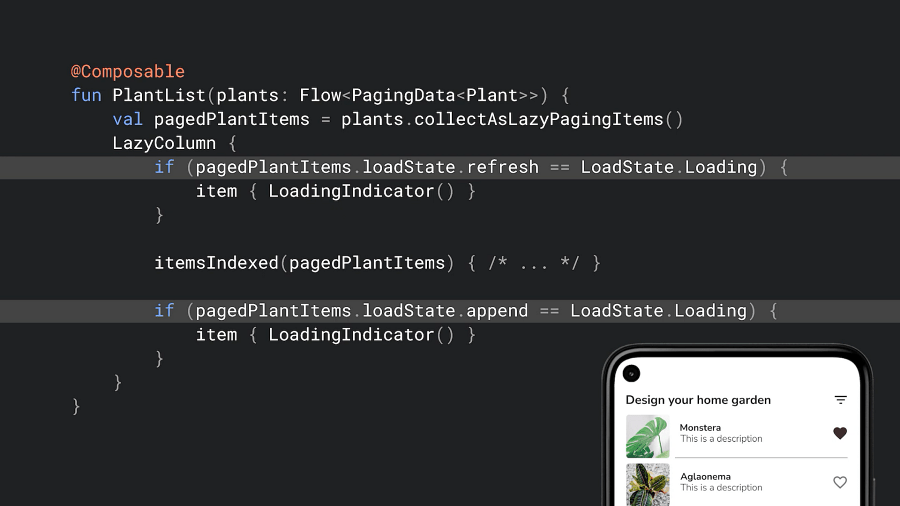 @Composable
fun PlantList(plants: Flow<PagingData<Plant>>) {
    val pagedPlantItems = plants.collectAsLazyPagingItems()
    LazyColumn {
        if (pagedPlantItems.loadState.refresh == LoadState.Loading) {
            item { LoadingIndicator() }
        }

        itemsIndexed(pagedPlantItems) { /* ... */ }

        if (pagedPlantItems.loadState.append == LoadState.Loading) {
            item { LoadingIndicator() }
        }
    }
}
Design your home garden
Monstera
This is a description
Aglaonema
This is a description